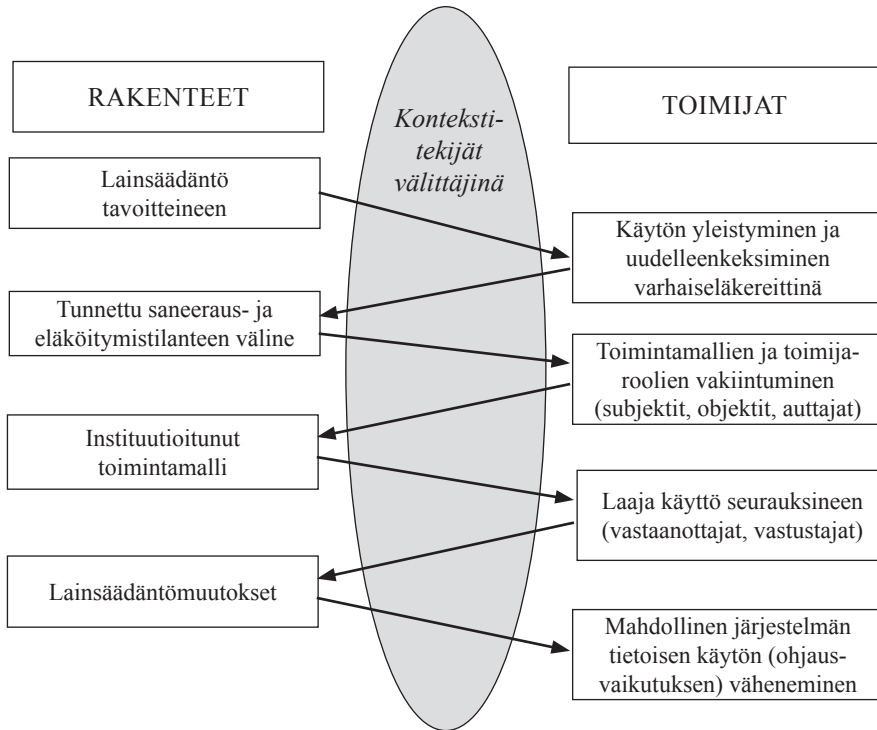 RAKENTEET
Konteksti-
tekijät
välittäjinä
TOIMIJAT
Lainsäädäntö
tavoitteineen
Käytön yleistyminen ja
uudelleenkeksiminen
varhaiseläkereittinä
Tunnettu saneeraus- ja
eläköitymistilanteen väline
Toimintamallien ja toimija-
roolien vakiintuminen
(subjektit, objektit, auttajat)
Instituutioitunut
toimintamalli
Laaja käyttö seurauksineen
(vastaanottajat, vastustajat)
Lainsäädäntömuutokset
Mahdollinen järjestelmän
tietoisen käytön (ohjaus-
vaikutuksen) väheneminen